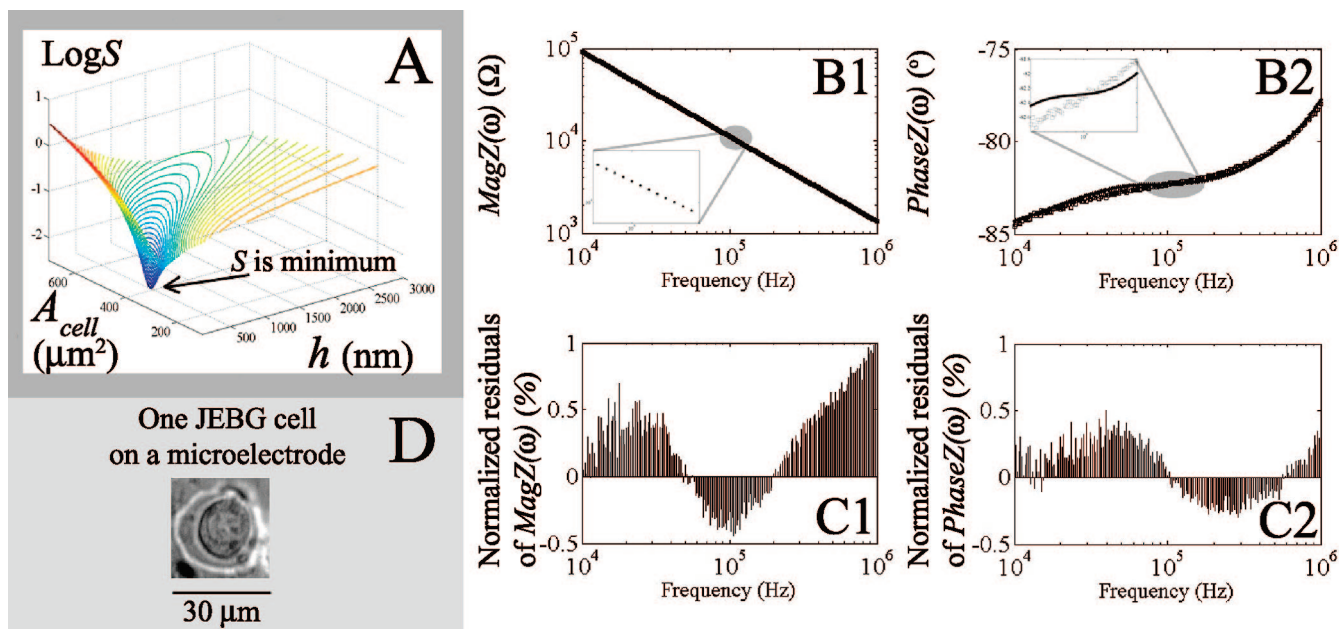 LogS
A
1
0
-1
-2
S is minimum
600
400
200
500
1000
1500
2000
2500
3000
A_cell
(μm²)
h (nm)
One JEBG cell
on a microelectrode
D
30 μm
B1
MagZ(ω) (Ω)
10⁵
10⁴
10³
10⁴ 10⁵ 10⁶
Frequency (Hz)
B2
PhaseZ(ω) (°)
-75
-80
-85
10⁴ 10⁵ 10⁶
Frequency (Hz)
C1
Normalized residuals
of MagZ(ω) (%)
1
0.5
0
-0.5
10⁴ 10⁵ 10⁶
Frequency (Hz)
C2
Normalized residuals
of PhaseZ(ω) (%)
1
0.5
0
-0.5
10⁴ 10⁵ 10⁶
Frequency (Hz)